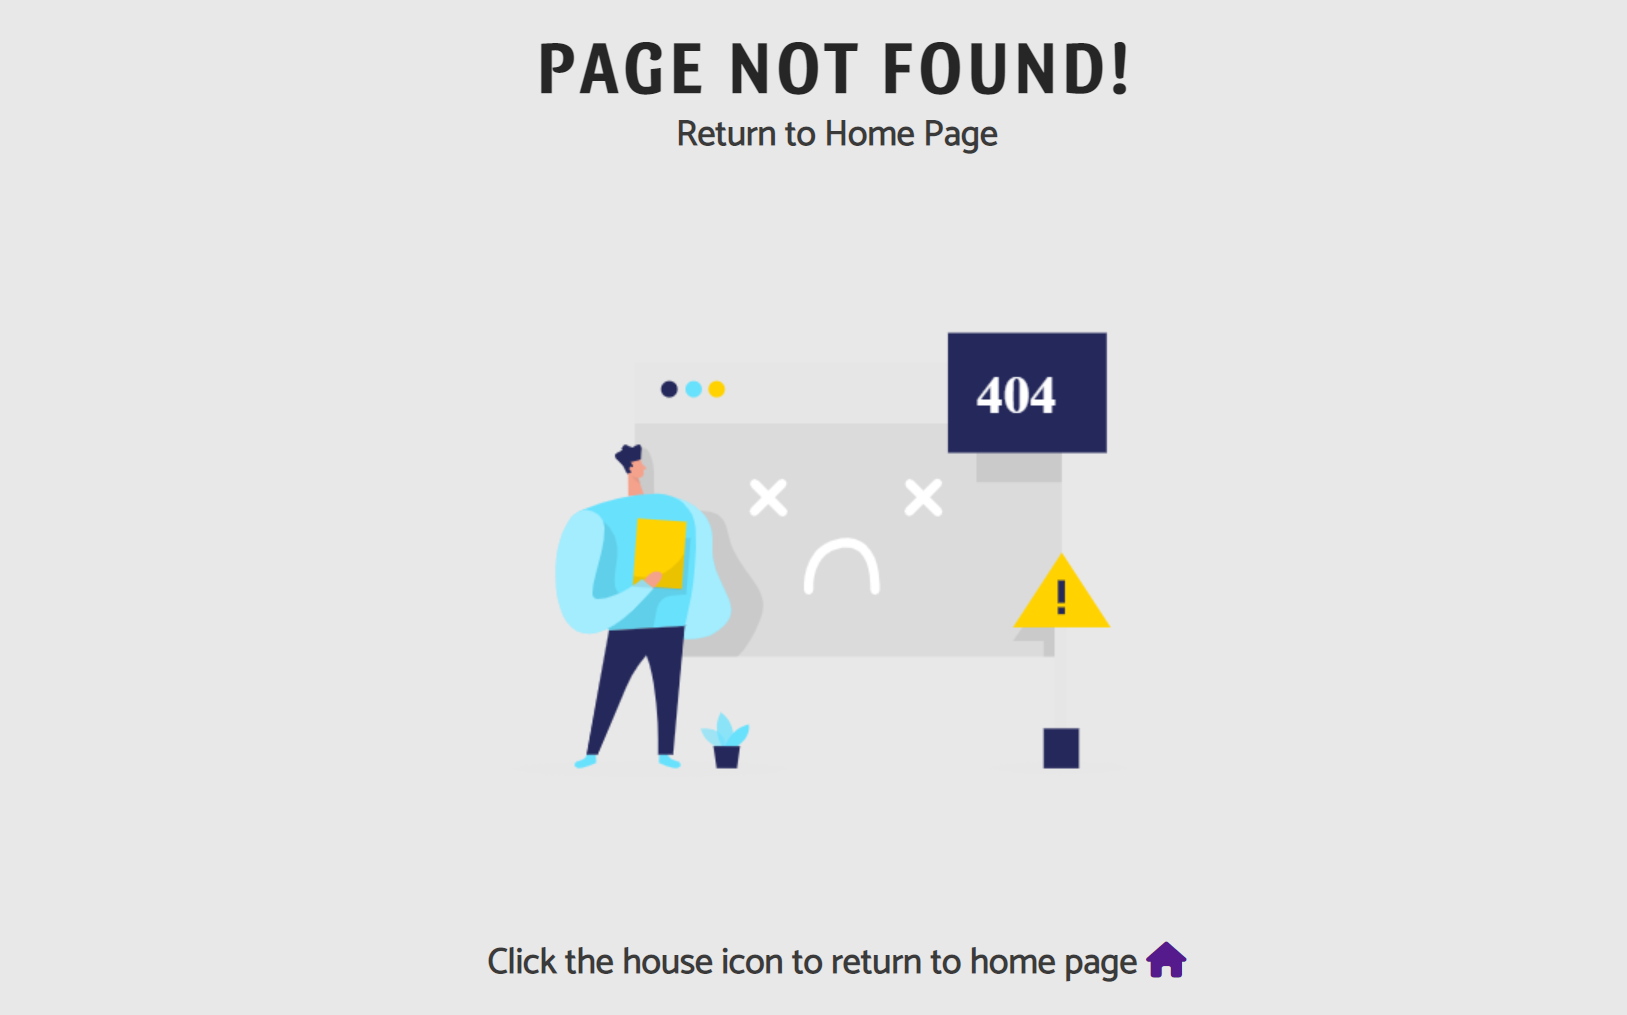 PAGE NOT FOUND!
Return to Home Page
404
!
Click the house icon to return to home page